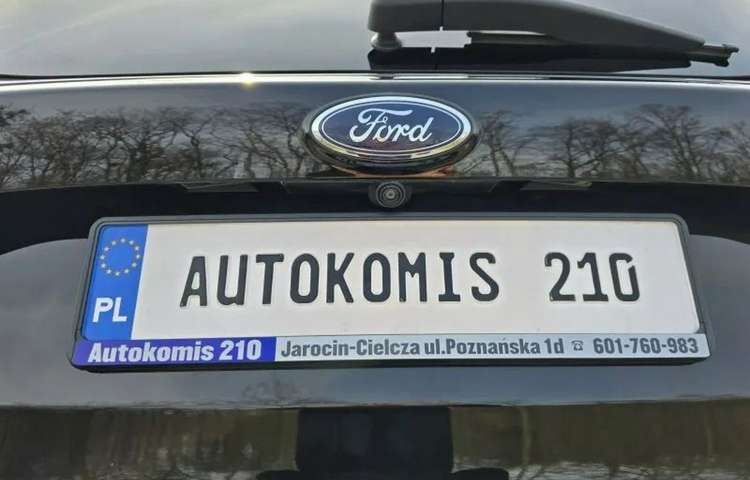 Ford
PL AUTOKOMIS 210
Autokomis 210 Jarocin-Cielcza ul.Poznańska 1d ☎ 601-760-983